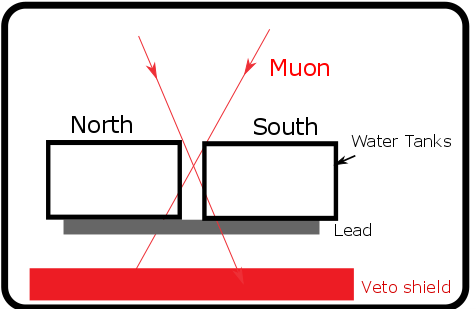 Muon
North
South
Water Tanks
Lead
Veto shield